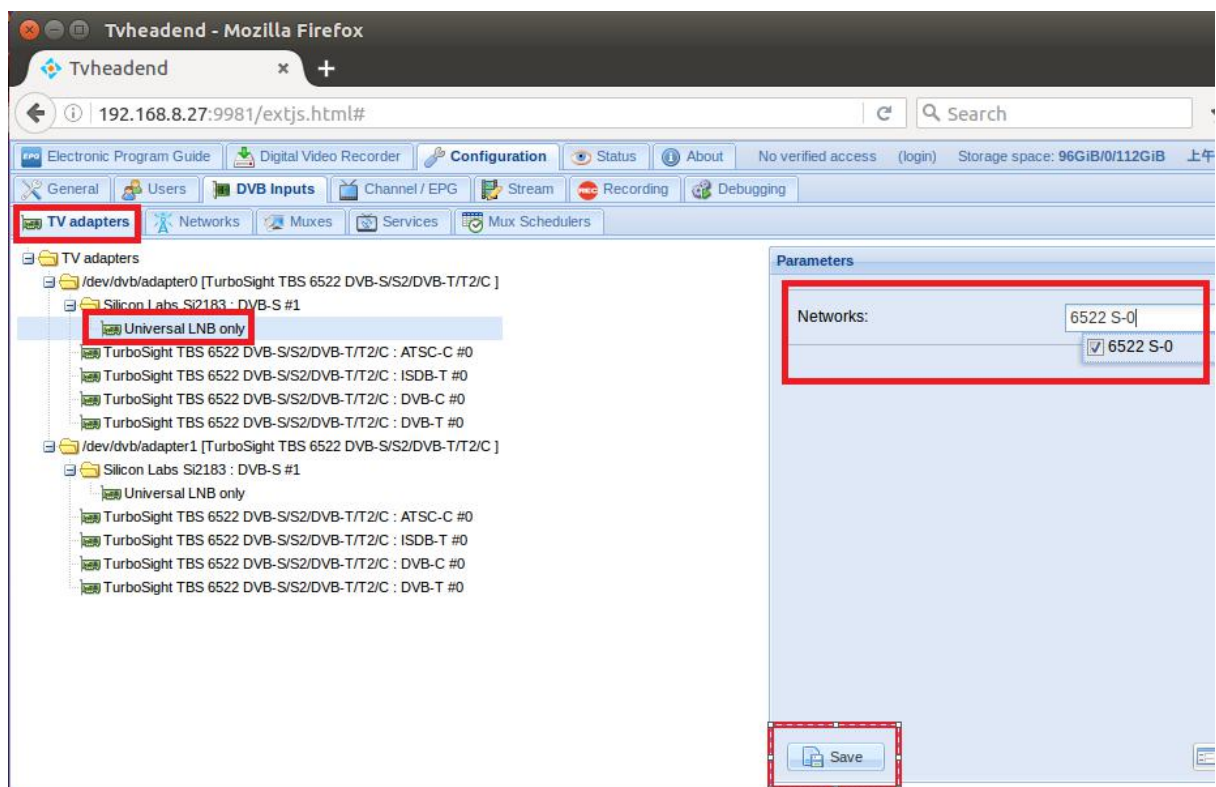 Tvheadend - Mozilla Firefox
Tvheadend
192.168.8.27:9981/extjs.html#
Search
EPG Electronic Program Guide Digital Video Recorder Configuration Status About No verified access (login) Storage space: 96GiB/0/112GiB 上午
General Users DVB Inputs Channel / EPG Stream REC Recording Debugging
TV adapters Networks Muxes Services Mux Schedulers
TV adapters
/dev/dvb/adapter0 [TurboSight TBS 6522 DVB-S/S2/DVB-T/T2/C ]
Silicon Labs Si2183 : DVB-S #1
Universal LNB only
TurboSight TBS 6522 DVB-S/S2/DVB-T/T2/C : ATSC-C #0
TurboSight TBS 6522 DVB-S/S2/DVB-T/T2/C : ISDB-T #0
TurboSight TBS 6522 DVB-S/S2/DVB-T/T2/C : DVB-C #0
TurboSight TBS 6522 DVB-S/S2/DVB-T/T2/C : DVB-T #0
/dev/dvb/adapter1 [TurboSight TBS 6522 DVB-S/S2/DVB-T/T2/C ]
Silicon Labs Si2183 : DVB-S #1
Universal LNB only
TurboSight TBS 6522 DVB-S/S2/DVB-T/T2/C : ATSC-C #0
TurboSight TBS 6522 DVB-S/S2/DVB-T/T2/C : ISDB-T #0
TurboSight TBS 6522 DVB-S/S2/DVB-T/T2/C : DVB-C #0
TurboSight TBS 6522 DVB-S/S2/DVB-T/T2/C : DVB-T #0
Parameters
Networks: 6522 S-0
6522 S-0
Save